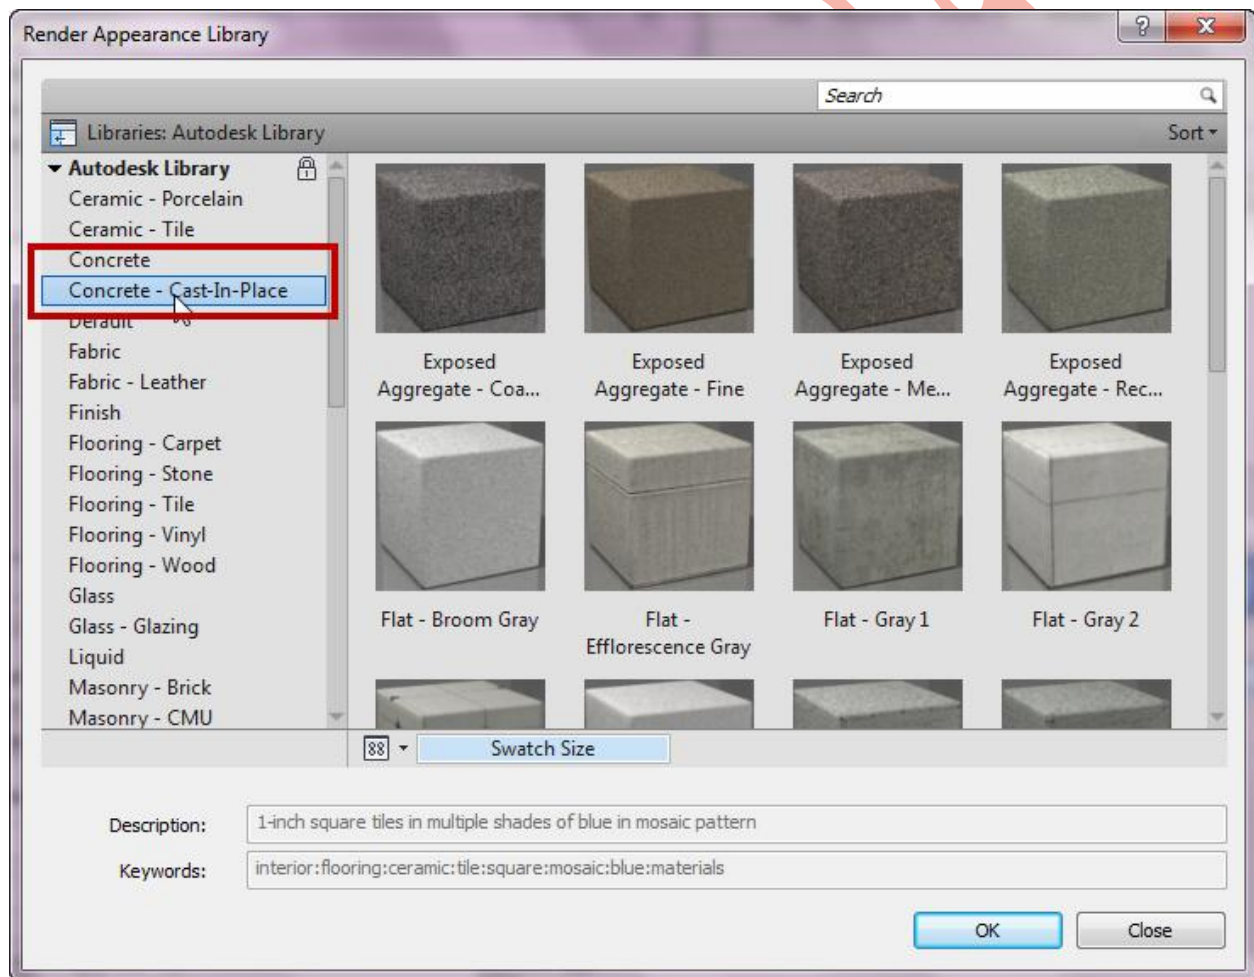 Render Appearance Library
?
X
Search
Libraries: Autodesk Library
Sort
Autodesk Library
Ceramic - Porcelain
Ceramic - Tile
Concrete
Concrete - Cast-In-Place
Default
Fabric
Fabric - Leather
Finish
Flooring - Carpet
Flooring - Stone
Flooring - Tile
Flooring - Vinyl
Flooring - Wood
Glass
Glass - Glazing
Liquid
Masonry - Brick
Masonry - CMU
Exposed
Aggregate - Coa...
Exposed
Aggregate - Fine
Exposed
Aggregate - Me...
Exposed
Aggregate - Rec...
Flat - Broom Gray
Flat -
Efflorescence Gray
Flat - Gray 1
Flat - Gray 2
Swatch Size
Description:
1-inch square tiles in multiple shades of blue in mosaic pattern
Keywords:
interior:flooring:ceramic:tile:square:mosaic:blue:materials
OK
Close